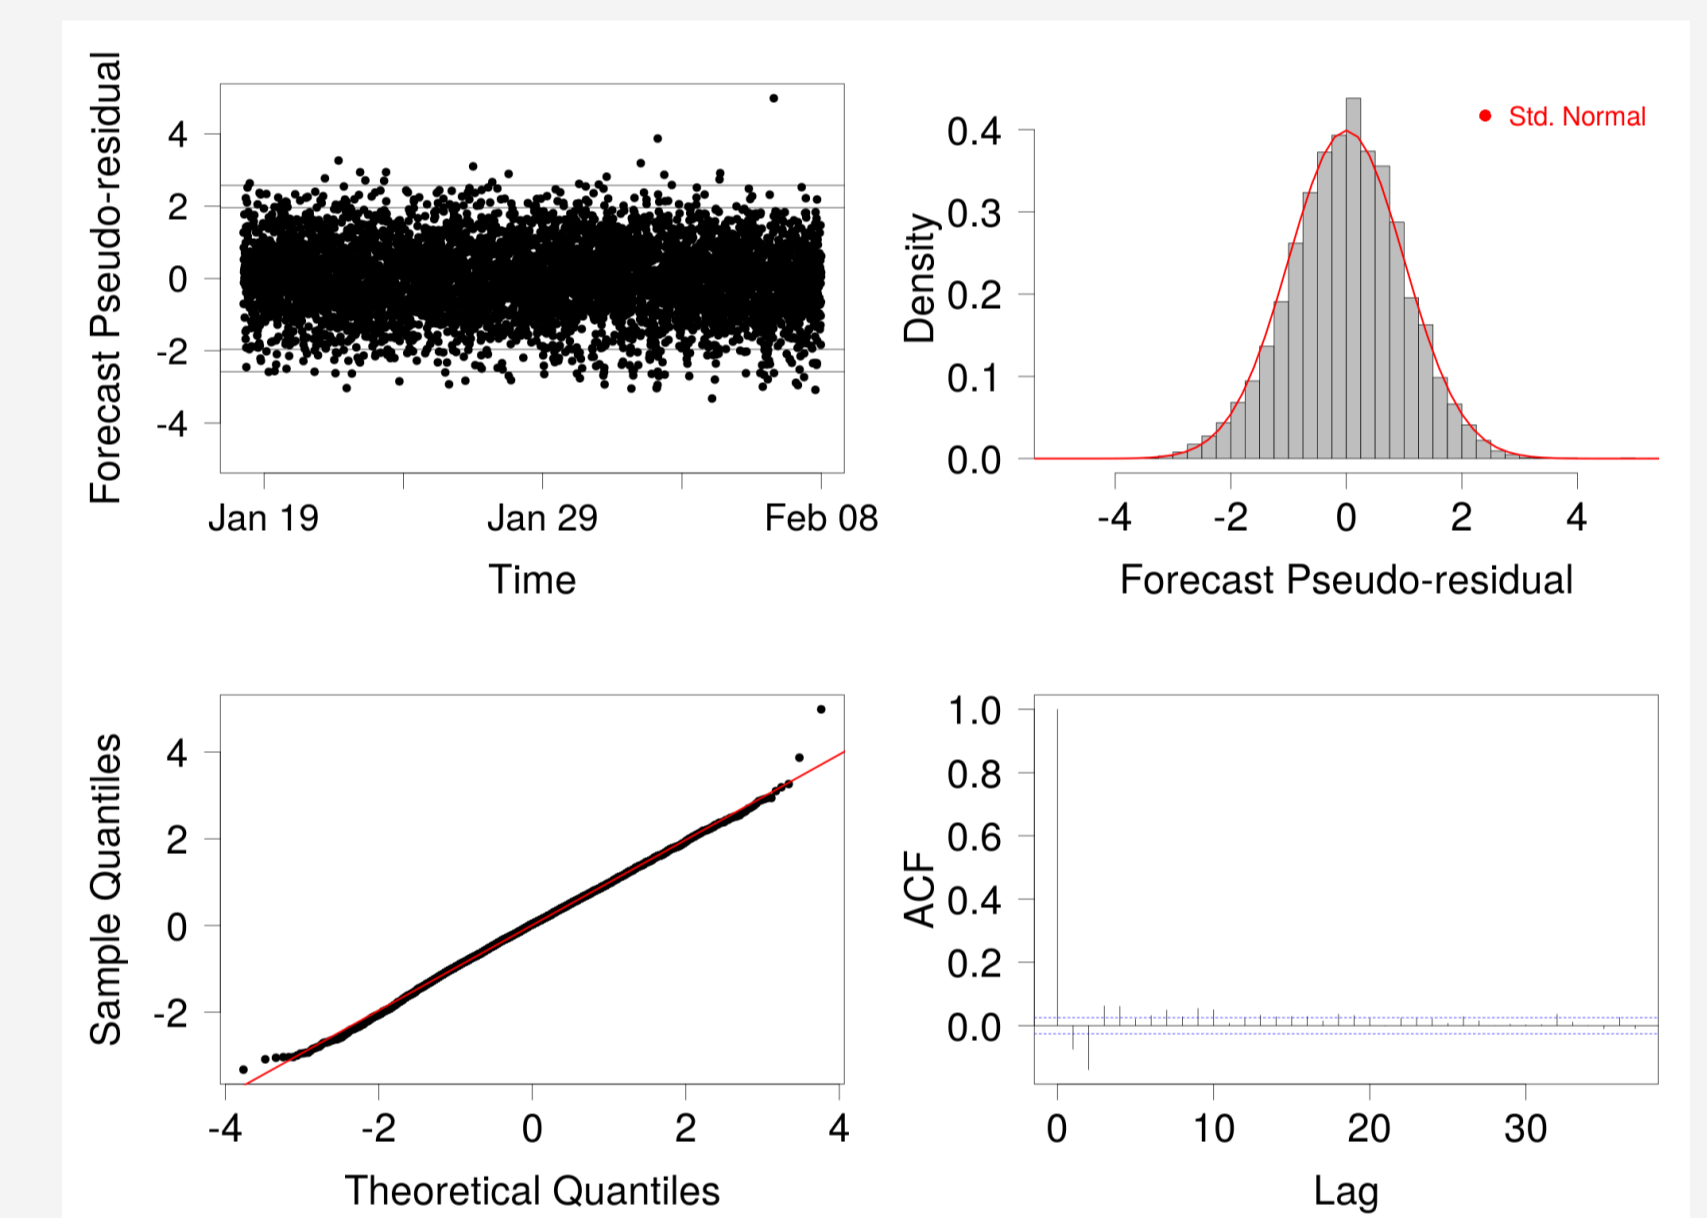 Forecast Pseudo-residual
4
2
0
-2
-4
Jan 19 Jan 29 Feb 08
Time
Density
0.4
0.3
0.2
0.1
0.0
Std. Normal
-4 -2 0 2 4
Forecast Pseudo-residual
Sample Quantiles
4
2
0
-2
-4 -2 0 2 4
Theoretical Quantiles
ACF
1.0
0.8
0.6
0.4
0.2
0.0
0 10 20 30
Lag